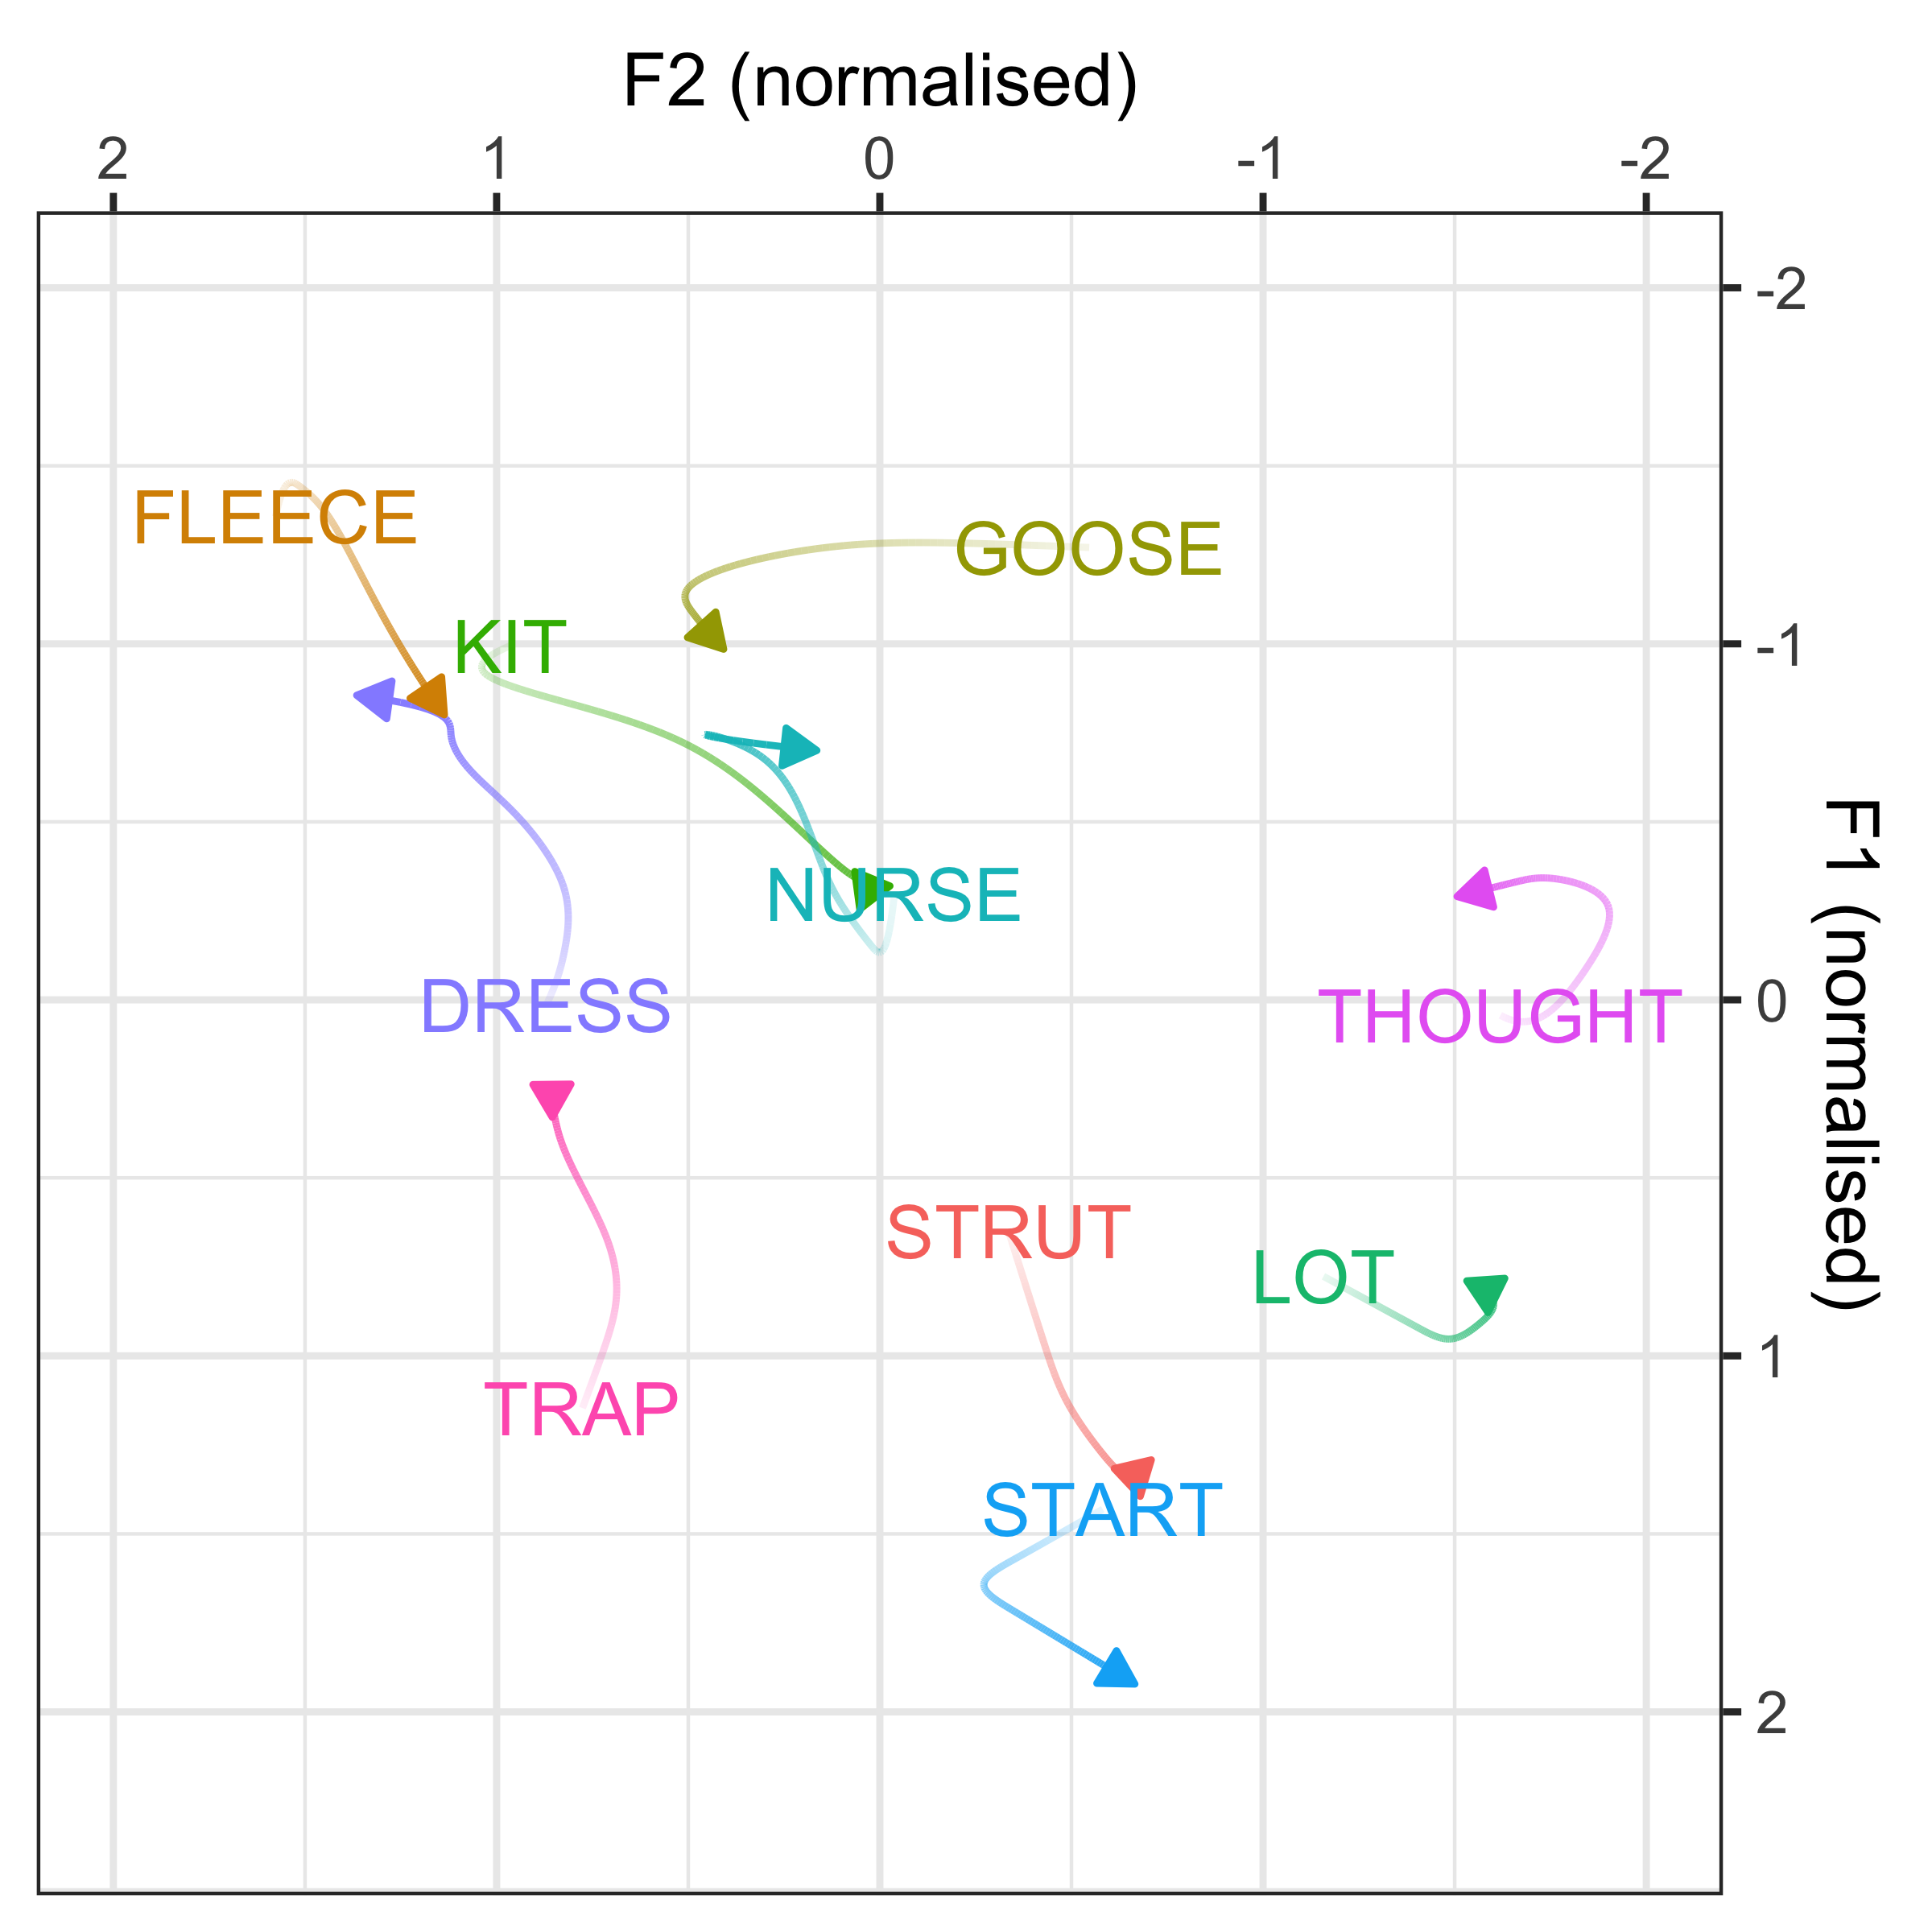 F2 (normalised)
2 1 0 -1 -2
-2
FLEECE
GOOSE
KIT
-1
NURSE
DRESS
THOUGHT
0
F1 (normalised)
STRUT
LOT
1
TRAP
START
2